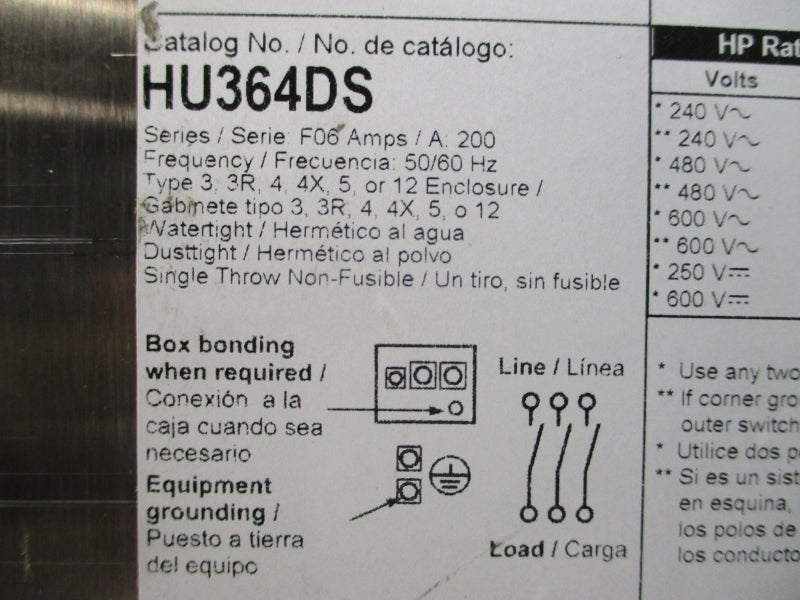 Catalog No. / No. de catálogo:
HU364DS
Series / Serie F06 Amps / A: 200
Frequency / Frecuencia: 50/60 Hz
Type 3, 3R, 4, 4X, 5, or 12 Enclosure /
Gabinete tipo 3, 3R, 4, 4X, 5, o 12
Watertight / Hermético al agua
Dusttight / Hermético al polvo
Single Throw Non-Fusible / Un tiro, sin fusible
Box bonding
when required /
Conexión a la
caja cuando sea
necesario
Equipment
grounding /
Puesto a tierra
del equipo
Line / Línea
Load / Carga
HP Rat
Volts
* 240 V~
** 240 V~
* 480 V~
** 480 V~
* 600 V~
** 600 V~
* 250 V⎓
* 600 V⎓
* Use any two
** If corner gro
outer switch
* Utilice dos p
** Si es un sist
en esquina,
los polos de
los conducto